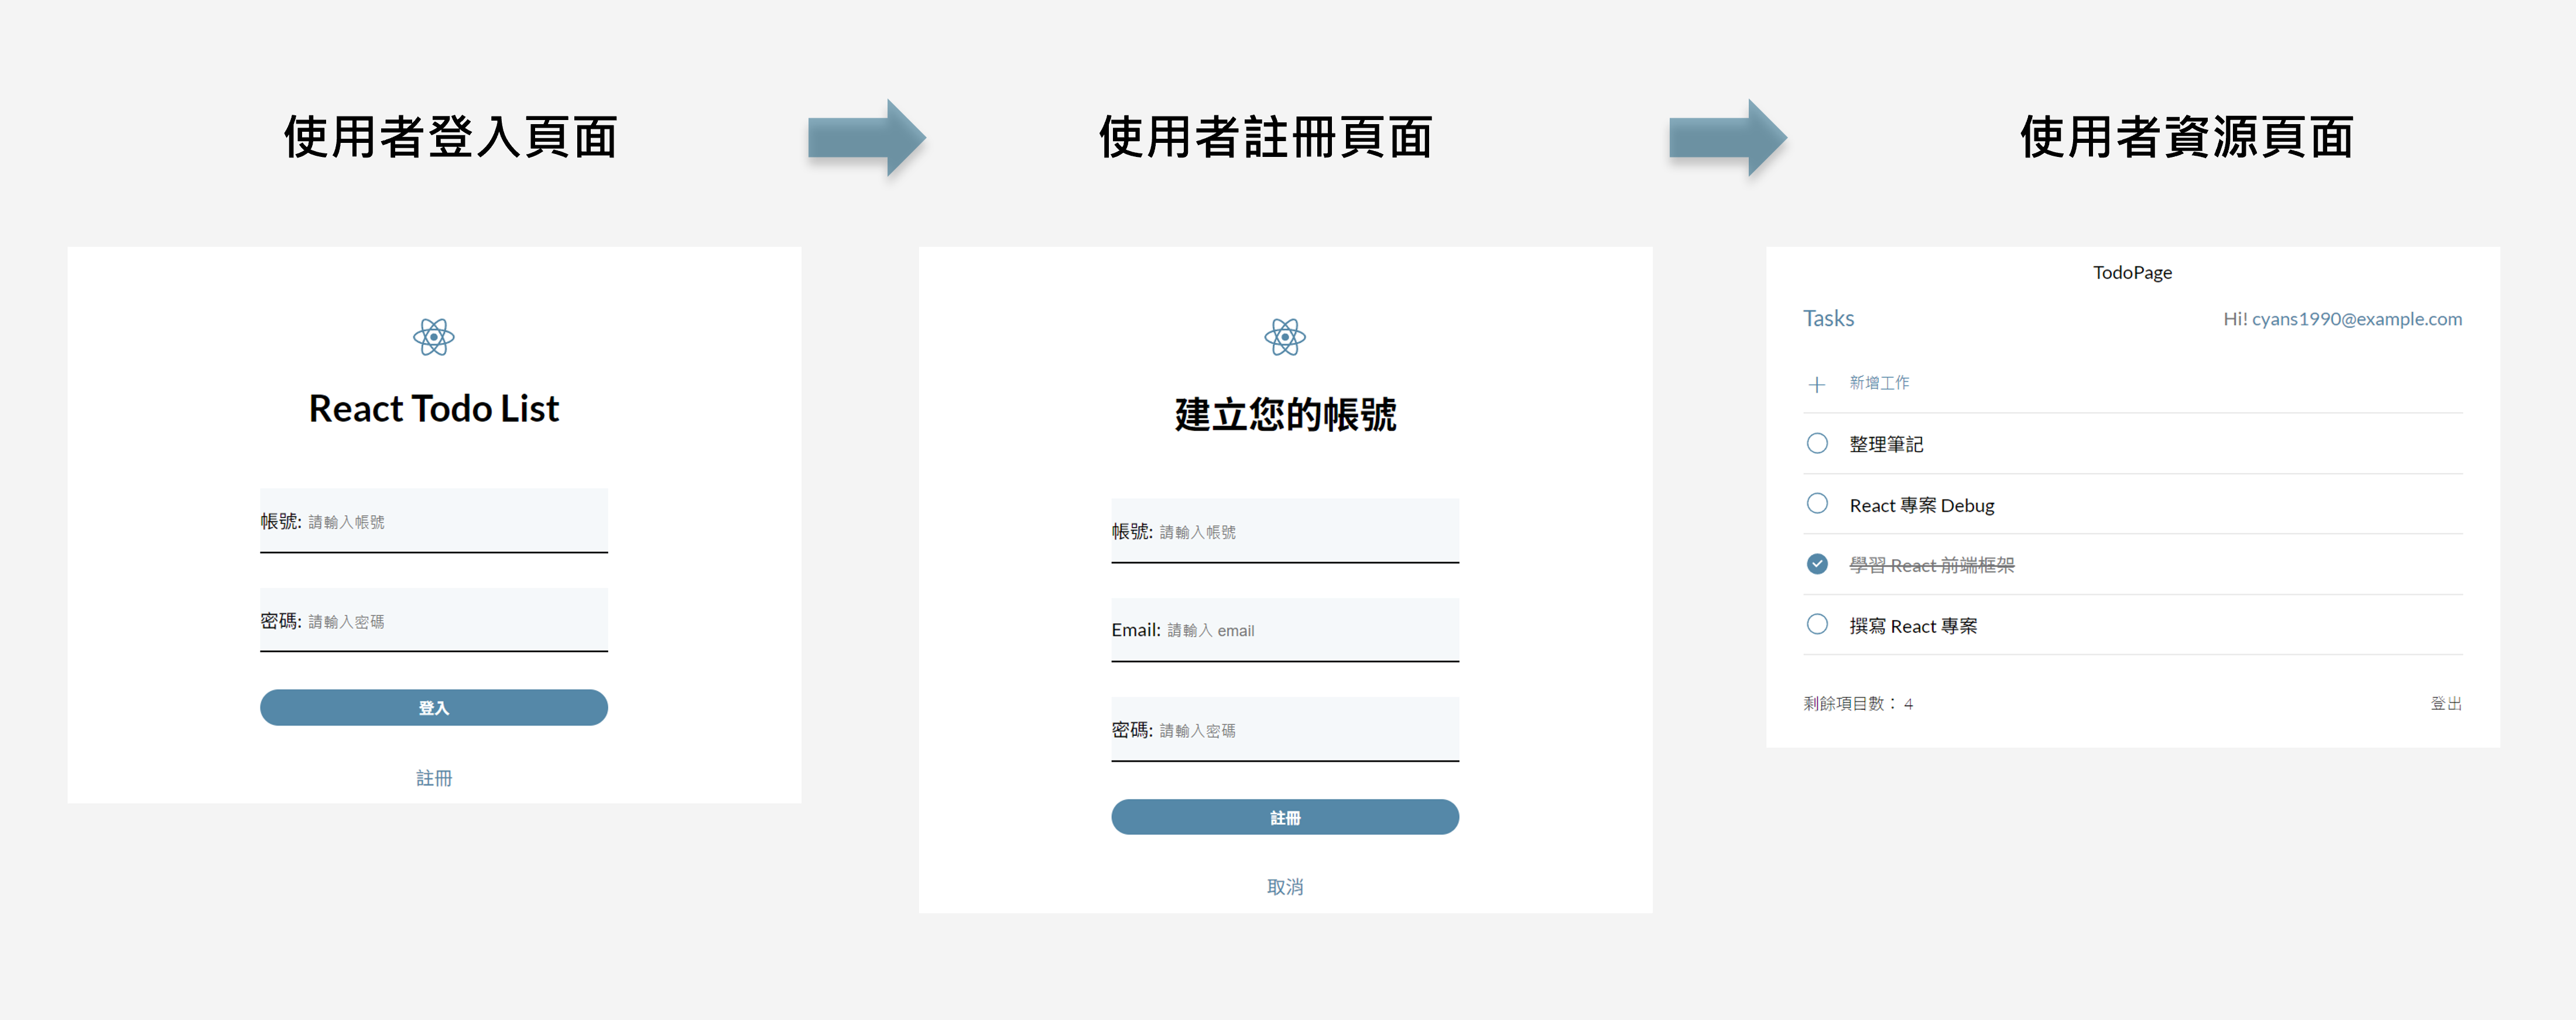 使用者登入頁面
使用者註冊頁面
使用者資源頁面
React Todo List
帳號: 請輸入帳號
密碼: 請輸入密碼
登入
註冊
建立您的帳號
帳號: 請輸入帳號
Email: 請輸入 email
密碼: 請輸入密碼
註冊
取消
TodoPage
Tasks
Hi! cyans1990@example.com
新增工作
整理筆記
React 專案 Debug
學習 React 前端框架
撰寫 React 專案
剩餘項目數： 4
登出